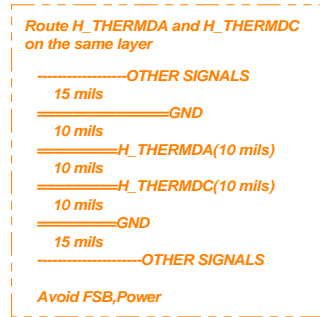 Route H_THERMDA and H_THERMDC
on the same layer
------------------OTHER SIGNALS
15 mils
================GND
10 mils
==========H_THERMDA(10 mils)
10 mils
==========H_THERMDC(10 mils)
10 mils
==========GND
15 mils
---------------------OTHER SIGNALS
Avoid FSB,Power